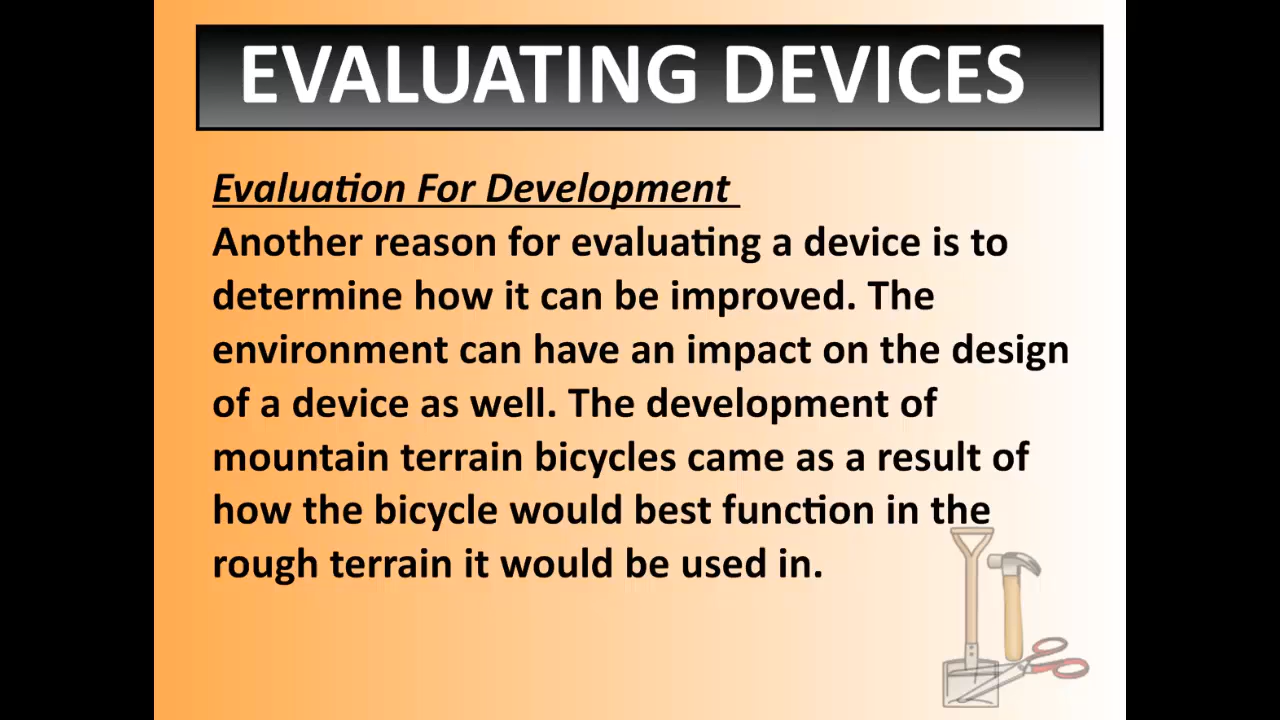 EVALUATING DEVICES
Evaluation For Development
Another reason for evaluating a device is to
determine how it can be improved. The
environment can have an impact on the design
of a device as well. The development of
mountain terrain bicycles came as a result of
how the bicycle would best function in the
rough terrain it would be used in.